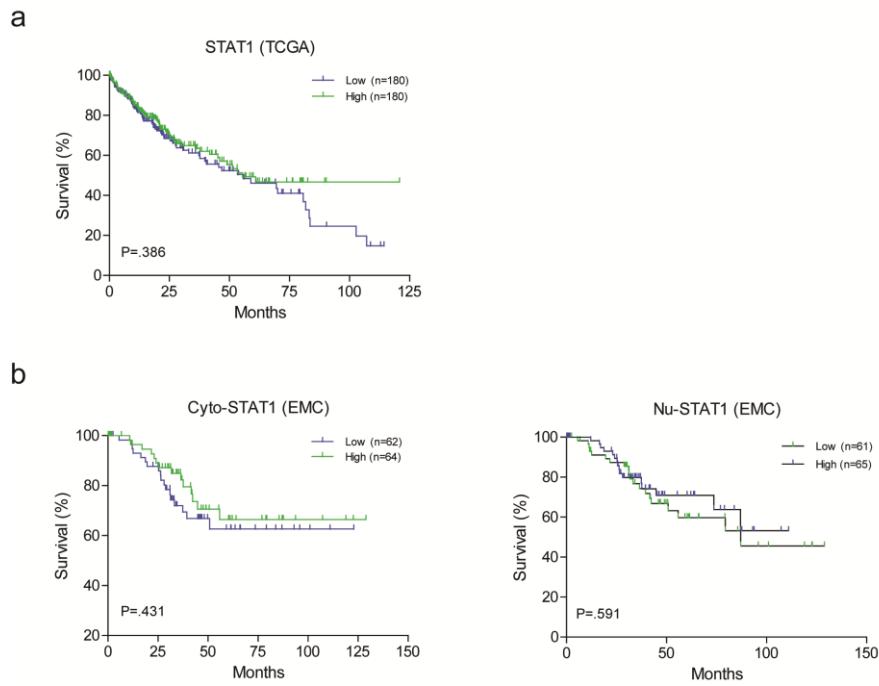 a
STAT1 (TCGA)
Low (n=180)
High (n=180)
100
80
60
40
20
0
Survival (%)
P=.386
0 25 50 75 100 125
Months
b
Cyto-STAT1 (EMC)
Low (n=62)
High (n=64)
100
80
60
40
20
Survival (%)
P=.431
0 25 50 75 100 125 150
Months
Nu-STAT1 (EMC)
Low (n=61)
High (n=65)
100
80
60
40
20
0
Survival (%)
P=.591
0 50 100 150
Months